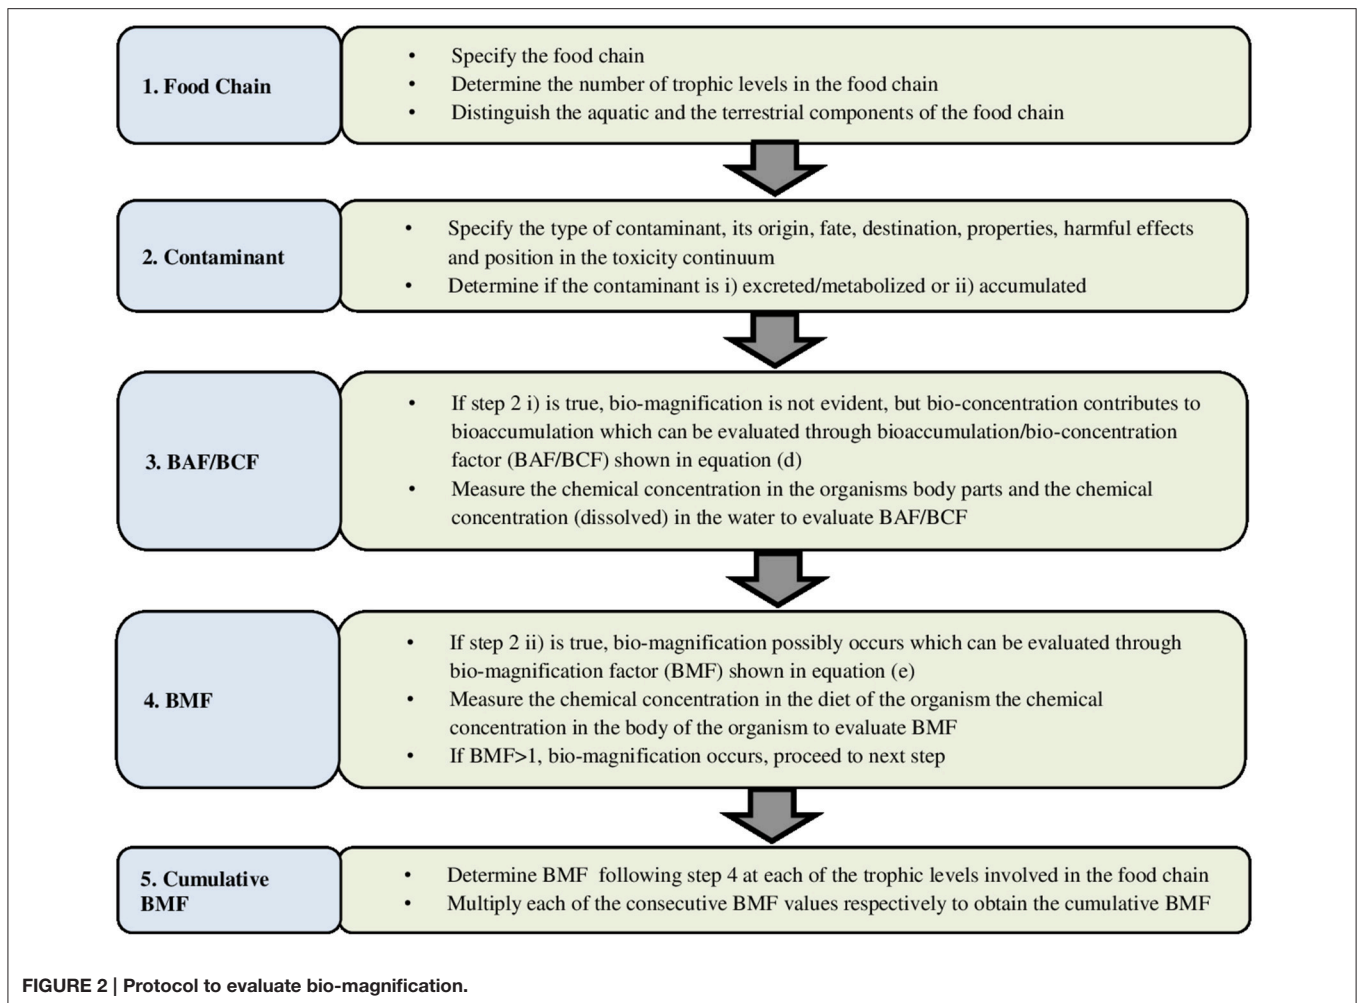 1. Food Chain
• Specify the food chain
• Determine the number of trophic levels in the food chain
• Distinguish the aquatic and the terrestrial components of the food chain
2. Contaminant
• Specify the type of contaminant, its origin, fate, destination, properties, harmful effects
and position in the toxicity continuum
• Determine if the contaminant is i) excreted/metabolized or ii) accumulated
3. BAF/BCF
• If step 2 i) is true, bio-magnification is not evident, but bio-concentration contributes to
bioaccumulation which can be evaluated through bioaccumulation/bio-concentration
factor (BAF/BCF) shown in equation (d)
• Measure the chemical concentration in the organisms body parts and the chemical
concentration (dissolved) in the water to evaluate BAF/BCF
4. BMF
• If step 2 ii) is true, bio-magnification possibly occurs which can be evaluated through
bio-magnification factor (BMF) shown in equation (e)
• Measure the chemical concentration in the diet of the organism the chemical
concentration in the body of the organism to evaluate BMF
• If BMF>1, bio-magnification occurs, proceed to next step
5. Cumulative
BMF
• Determine BMF following step 4 at each of the trophic levels involved in the food chain
• Multiply each of the consecutive BMF values respectively to obtain the cumulative BMF
FIGURE 2 | Protocol to evaluate bio-magnification.